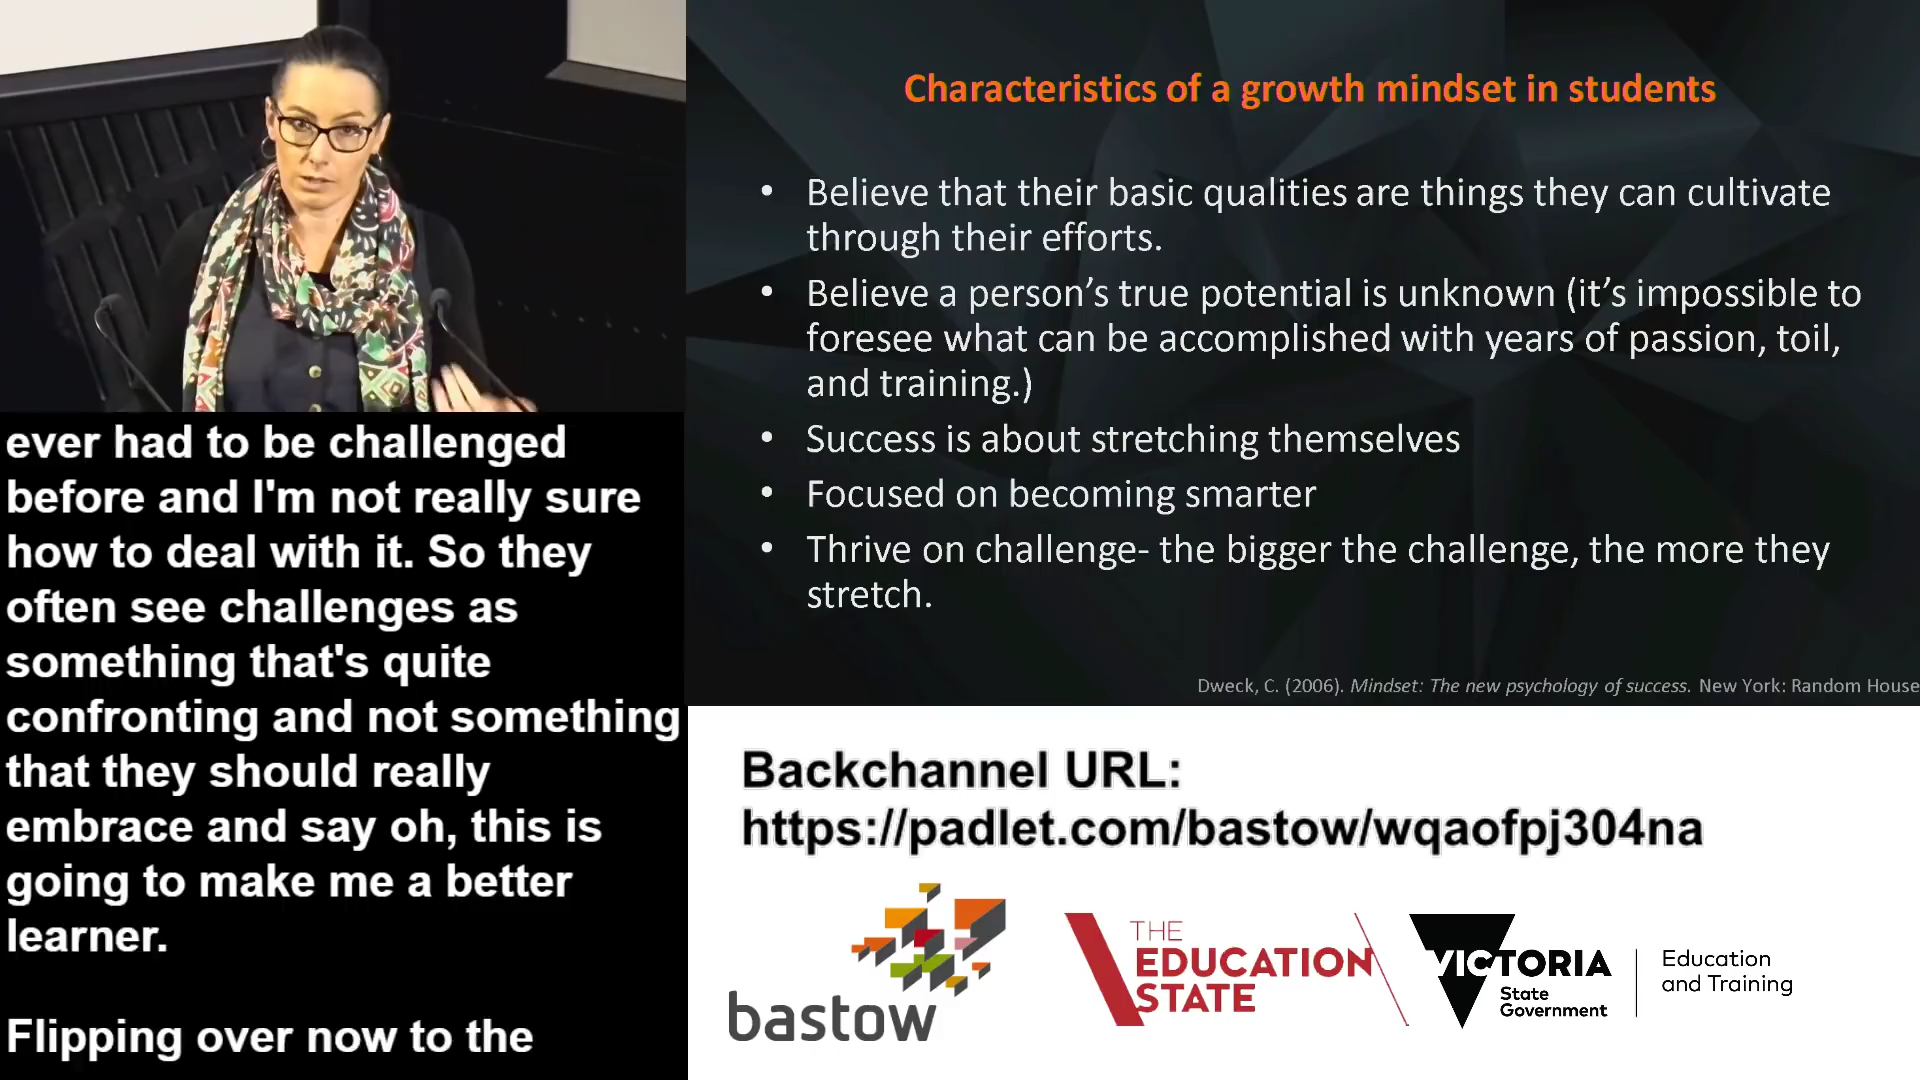 Characteristics of a growth mindset in students
• Believe that their basic qualities are things they can cultivate
through their efforts.
• Believe a person's true potential is unknown (it's impossible to
foresee what can be accomplished with years of passion, toil,
and training.)
• Success is about stretching themselves
• Focused on becoming smarter
• Thrive on challenge- the bigger the challenge, the more they
stretch.
Dweck, C. (2006). Mindset: The new psychology of success. New York: Random House
ever had to be challenged
before and I'm not really sure
how to deal with it. So they
often see challenges as
something that's quite
confronting and not something
that they should really
embrace and say oh, this is
going to make me a better
learner.
Flipping over now to the
Backchannel URL:
https://padlet.com/bastow/wqaofpj304na
bastow
THE
EDUCATION
STATE
VICTORIA
State
Government
Education
and Training